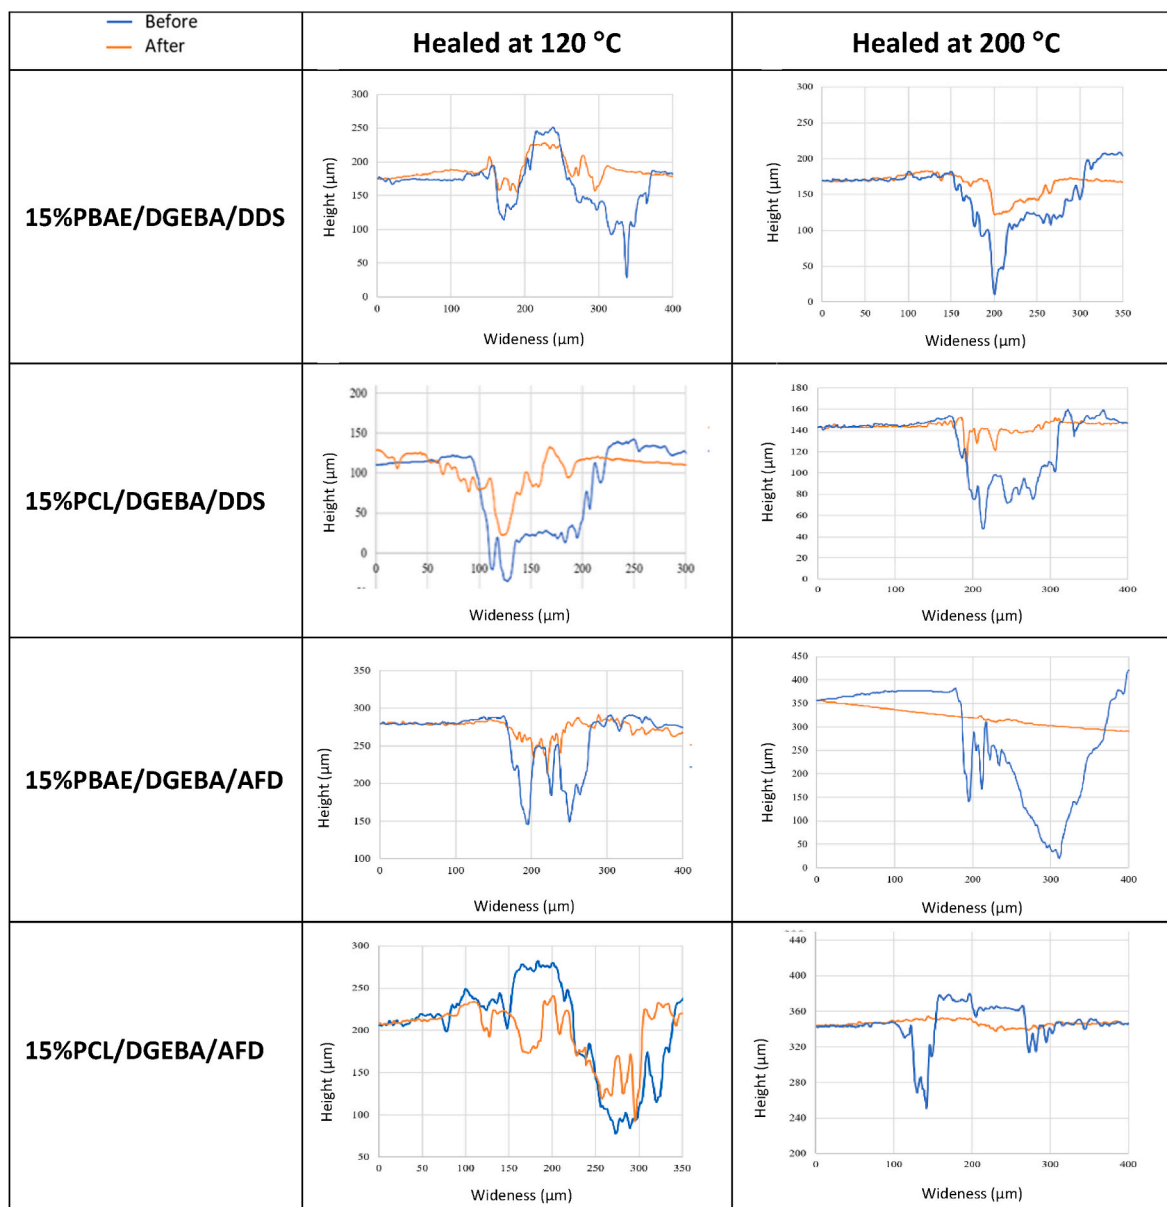 Before
After
Healed at 120 °C
Healed at 200 °C
15%PBAE/DGEBA/DDS
Height (µm)
300
250
200
150
100
50
0
0 100 200 300 400
Wideness (µm)
Height (µm)
300
250
200
150
100
50
0
0 50 100 150 200 250 300 350
Wideness (µm)
15%PCL/DGEBA/DDS
Height (µm)
200
150
100
50
0
0 50 100 150 200 250 300
Wideness (µm)
Height (µm)
180
160
140
120
100
80
60
40
20
0
0 100 200 300 400
Wideness (µm)
15%PBAE/DGEBA/AFD
Height (µm)
350
300
250
200
150
100
0 100 200 300 400
Wideness (µm)
Height (µm)
450
400
350
300
250
200
150
100
50
0
0 100 200 300 400
Wideness (µm)
15%PCL/DGEBA/AFD
Height (µm)
300
250
200
150
100
50
0 50 100 150 200 250 300 350
Wideness (µm)
Height (µm)
440
400
360
320
280
240
200
0 100 200 300 400
Wideness (µm)